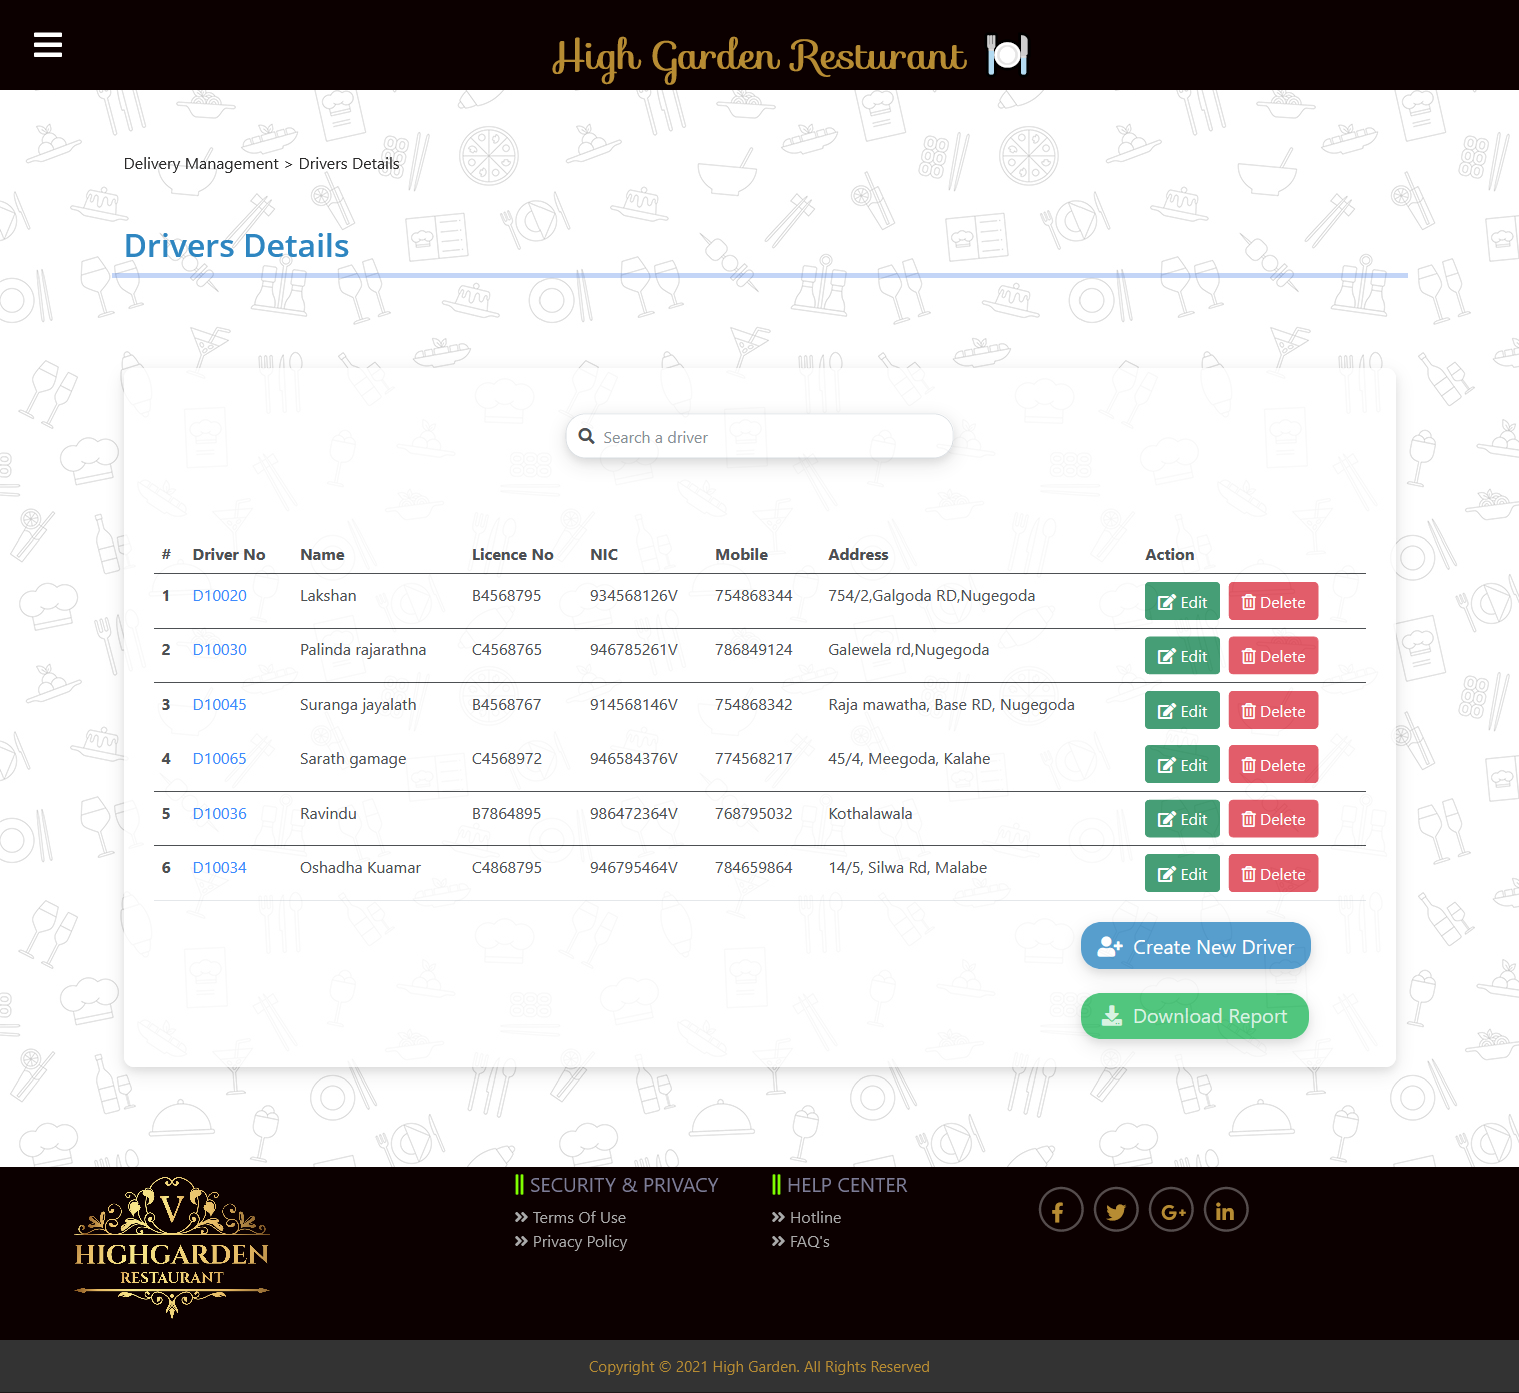 High Garden Resturant
Delivery Management > Drivers Details
Drivers Details
Search a driver
# Driver No Name Licence No NIC Mobile Address Action
1 D10020 Lakshan B4568795 934568126V 754868344 754/2,Galgoda RD,Nugegoda Edit Delete
2 D10030 Palinda rajarathna C4568765 946785261V 786849124 Galewela rd,Nugegoda Edit Delete
3 D10045 Suranga jayalath B4568767 914568146V 754868342 Raja mawatha, Base RD, Nugegoda Edit Delete
4 D10065 Sarath gamage C4568972 946584376V 774568217 45/4, Meegoda, Kalahe Edit Delete
5 D10036 Ravindu B7864895 986472364V 768795032 Kothalawala Edit Delete
6 D10034 Oshadha Kuamar C4868795 946795464V 784659864 14/5, Silwa Rd, Malabe Edit Delete
Create New Driver
Download Report
V
HIGHGARDEN
RESTAURANT
SECURITY & PRIVACY
Terms Of Use
Privacy Policy
HELP CENTER
Hotline
FAQ's
f G+ in
Copyright © 2021 High Garden. All Rights Reserved